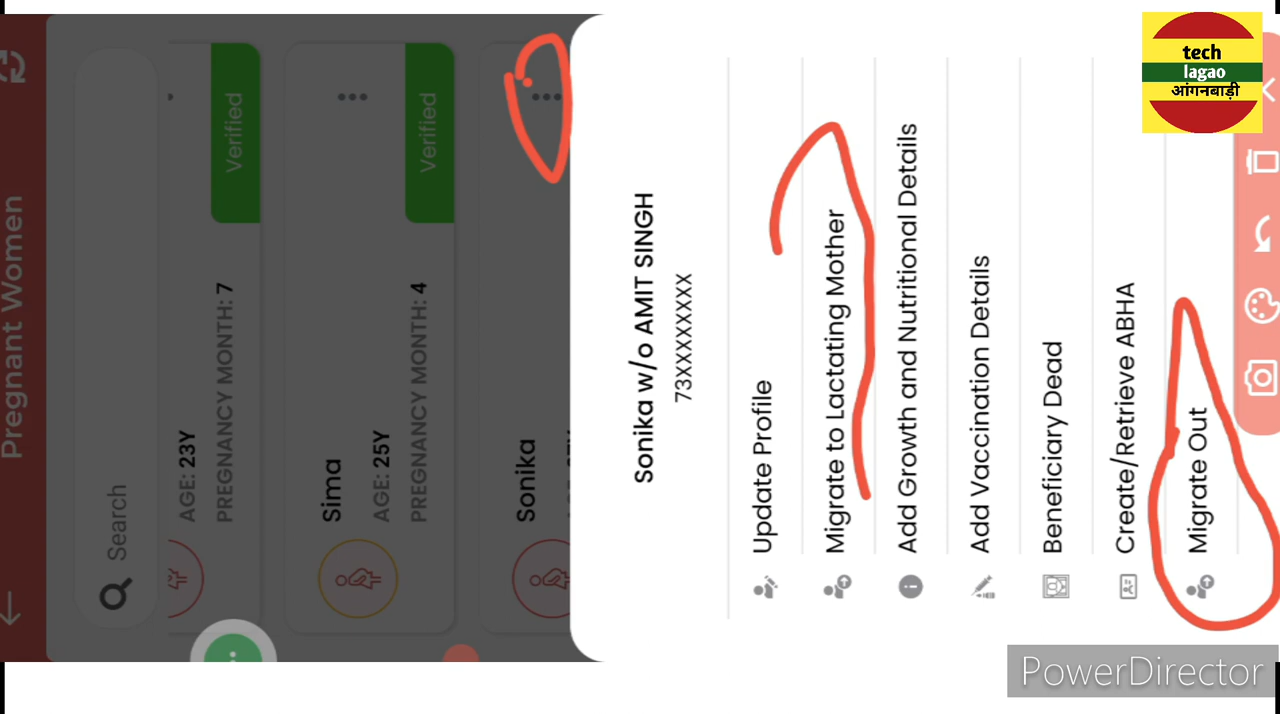 Pregnant Women
Search
AGE: 23Y
PREGNANCY MONTH: 7
Verified
Sima
AGE: 25Y
PREGNANCY MONTH: 4
Verified
Sonika
Sonika w/o AMIT SINGH
73XXXXXXXX
Update Profile
Migrate to Lactating Mother
Add Growth and Nutritional Details
Add Vaccination Details
Beneficiary Dead
Create/Retrieve ABHA
Migrate Out
tech
lagao
आंगनबाड़ी
PowerDirector